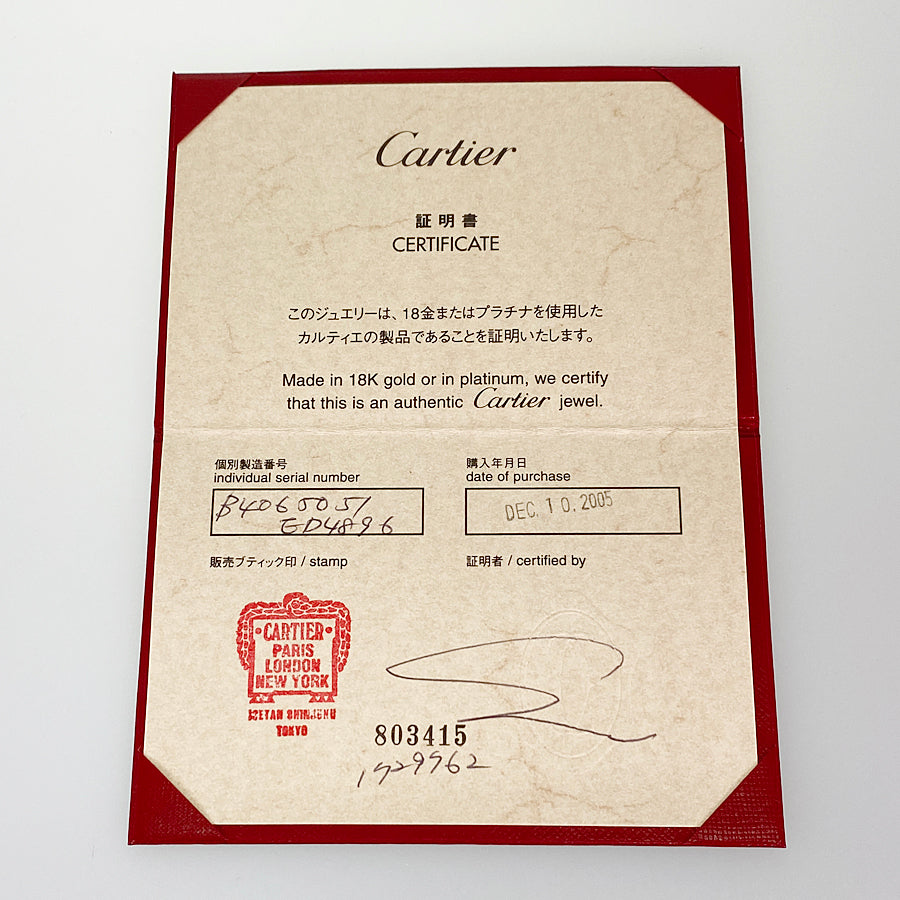 Cartier
証明書
CERTIFICATE
このジュエリーは、18金またはプラチナを使用した
カルティエの製品であることを証明いたします。
Made in 18K gold or in platinum, we certify
that this is an authentic Cartier jewel.
個別製造番号
individual serial number
B4065051
ED4896
購入年月日
date of purchase
DEC. 10. 2005
販売ブティック印 / stamp
証明者 / certified by
CARTIER
PARIS
LONDON
NEW YORK
ISETAN SHINJUKU
TOKYO
803415
1929962